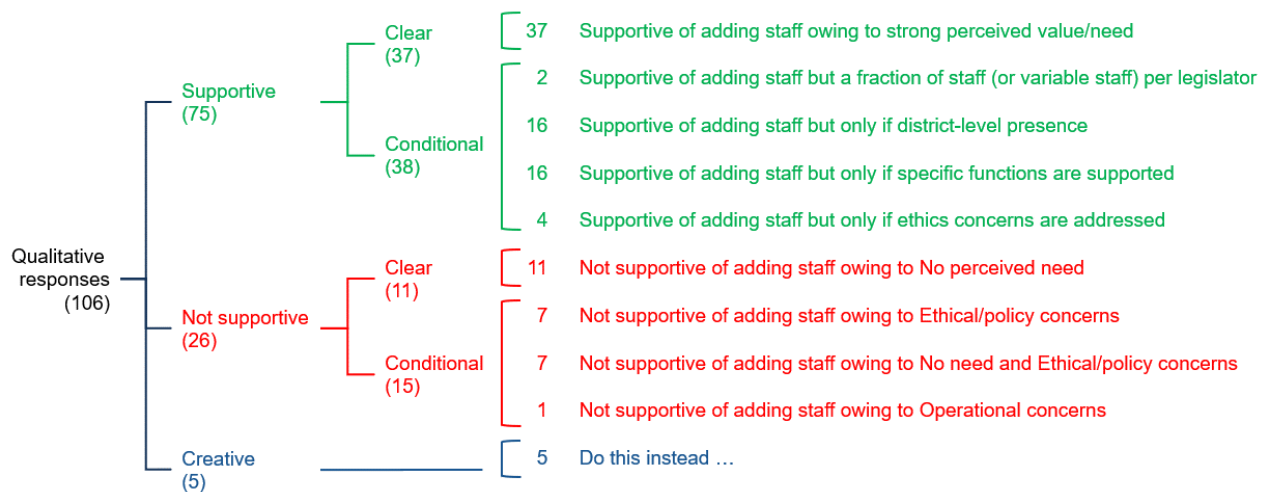 Clear
(37)
37 Supportive of adding staff owing to strong perceived value/need
Supportive
(75)
2 Supportive of adding staff but a fraction of staff (or variable staff) per legislator
16 Supportive of adding staff but only if district-level presence
Conditional
(38)
16 Supportive of adding staff but only if specific functions are supported
4 Supportive of adding staff but only if ethics concerns are addressed
Qualitative
responses
(106)
Clear
(11)
11 Not supportive of adding staff owing to No perceived need
Not supportive
(26)
7 Not supportive of adding staff owing to Ethical/policy concerns
Conditional
(15)
7 Not supportive of adding staff owing to No need and Ethical/policy concerns
1 Not supportive of adding staff owing to Operational concerns
Creative
(5)
5 Do this instead …